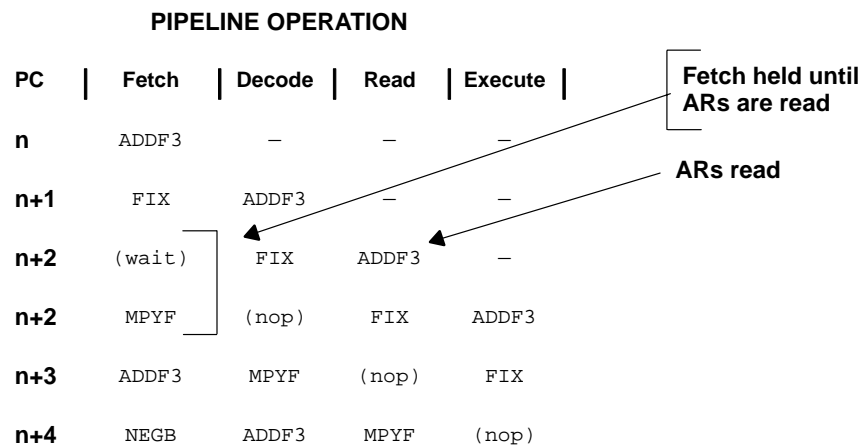 PIPELINE OPERATION
PC Fetch Decode Read Execute
Fetch held until
ARs are read
n ADDF3 — — —
ARs read
n+1 FIX ADDF3 — —
n+2 (wait) FIX ADDF3 —
n+2 MPYF (nop) FIX ADDF3
n+3 ADDF3 MPYF (nop) FIX
n+4 NEGB ADDF3 MPYF (nop)